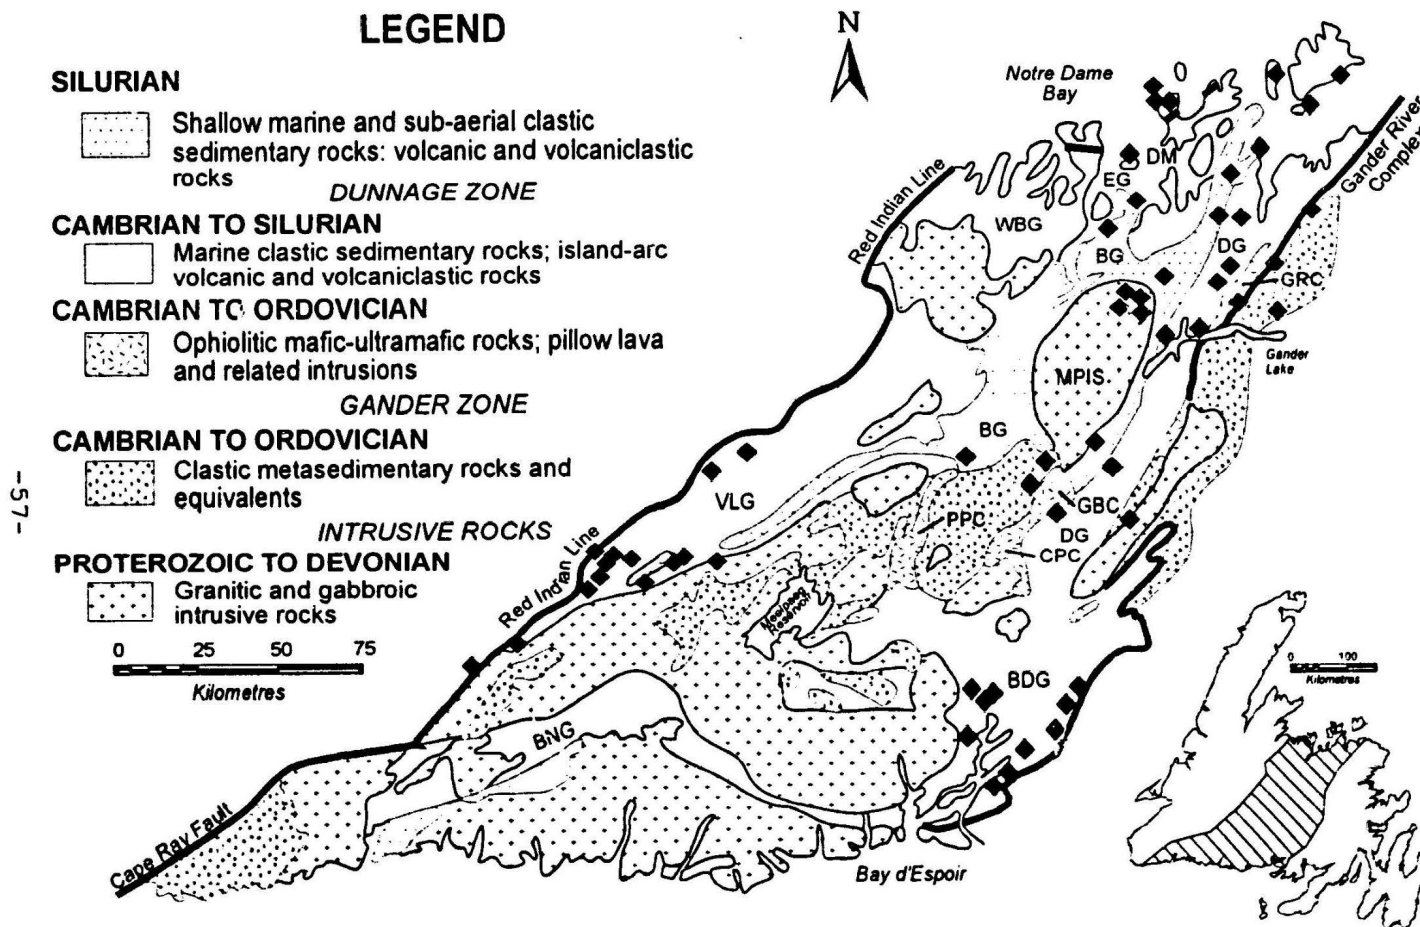 LEGEND
SILURIAN
Shallow marine and sub-aerial clastic
sedimentary rocks: volcanic and volcaniclastic
rocks
DUNNAGE ZONE
CAMBRIAN TO SILURIAN
Marine clastic sedimentary rocks; island-arc
volcanic and volcaniclastic rocks
CAMBRIAN TO ORDOVICIAN
Ophiolitic mafic-ultramafic rocks; pillow lava
and related intrusions
GANDER ZONE
CAMBRIAN TO ORDOVICIAN
Clastic metasedimentary rocks and
equivalents
INTRUSIVE ROCKS
PROTEROZOIC TO DEVONIAN
Granitic and gabbroic
intrusive rocks
0 25 50 75
Kilometres
-57-
N
Notre Dame
Bay
Gander River
Complex
Red Indian Line
DM
EG
WBG
BG
DG
GRC
Gander
Lake
MPIS
BG
VLG
PPC
GBC
DG
CPC
Red Indian Line
Meelpaeg
Reservoir
BDG
BNG
Cape Ray Fault
Bay d'Espoir
0 100
Kilometres